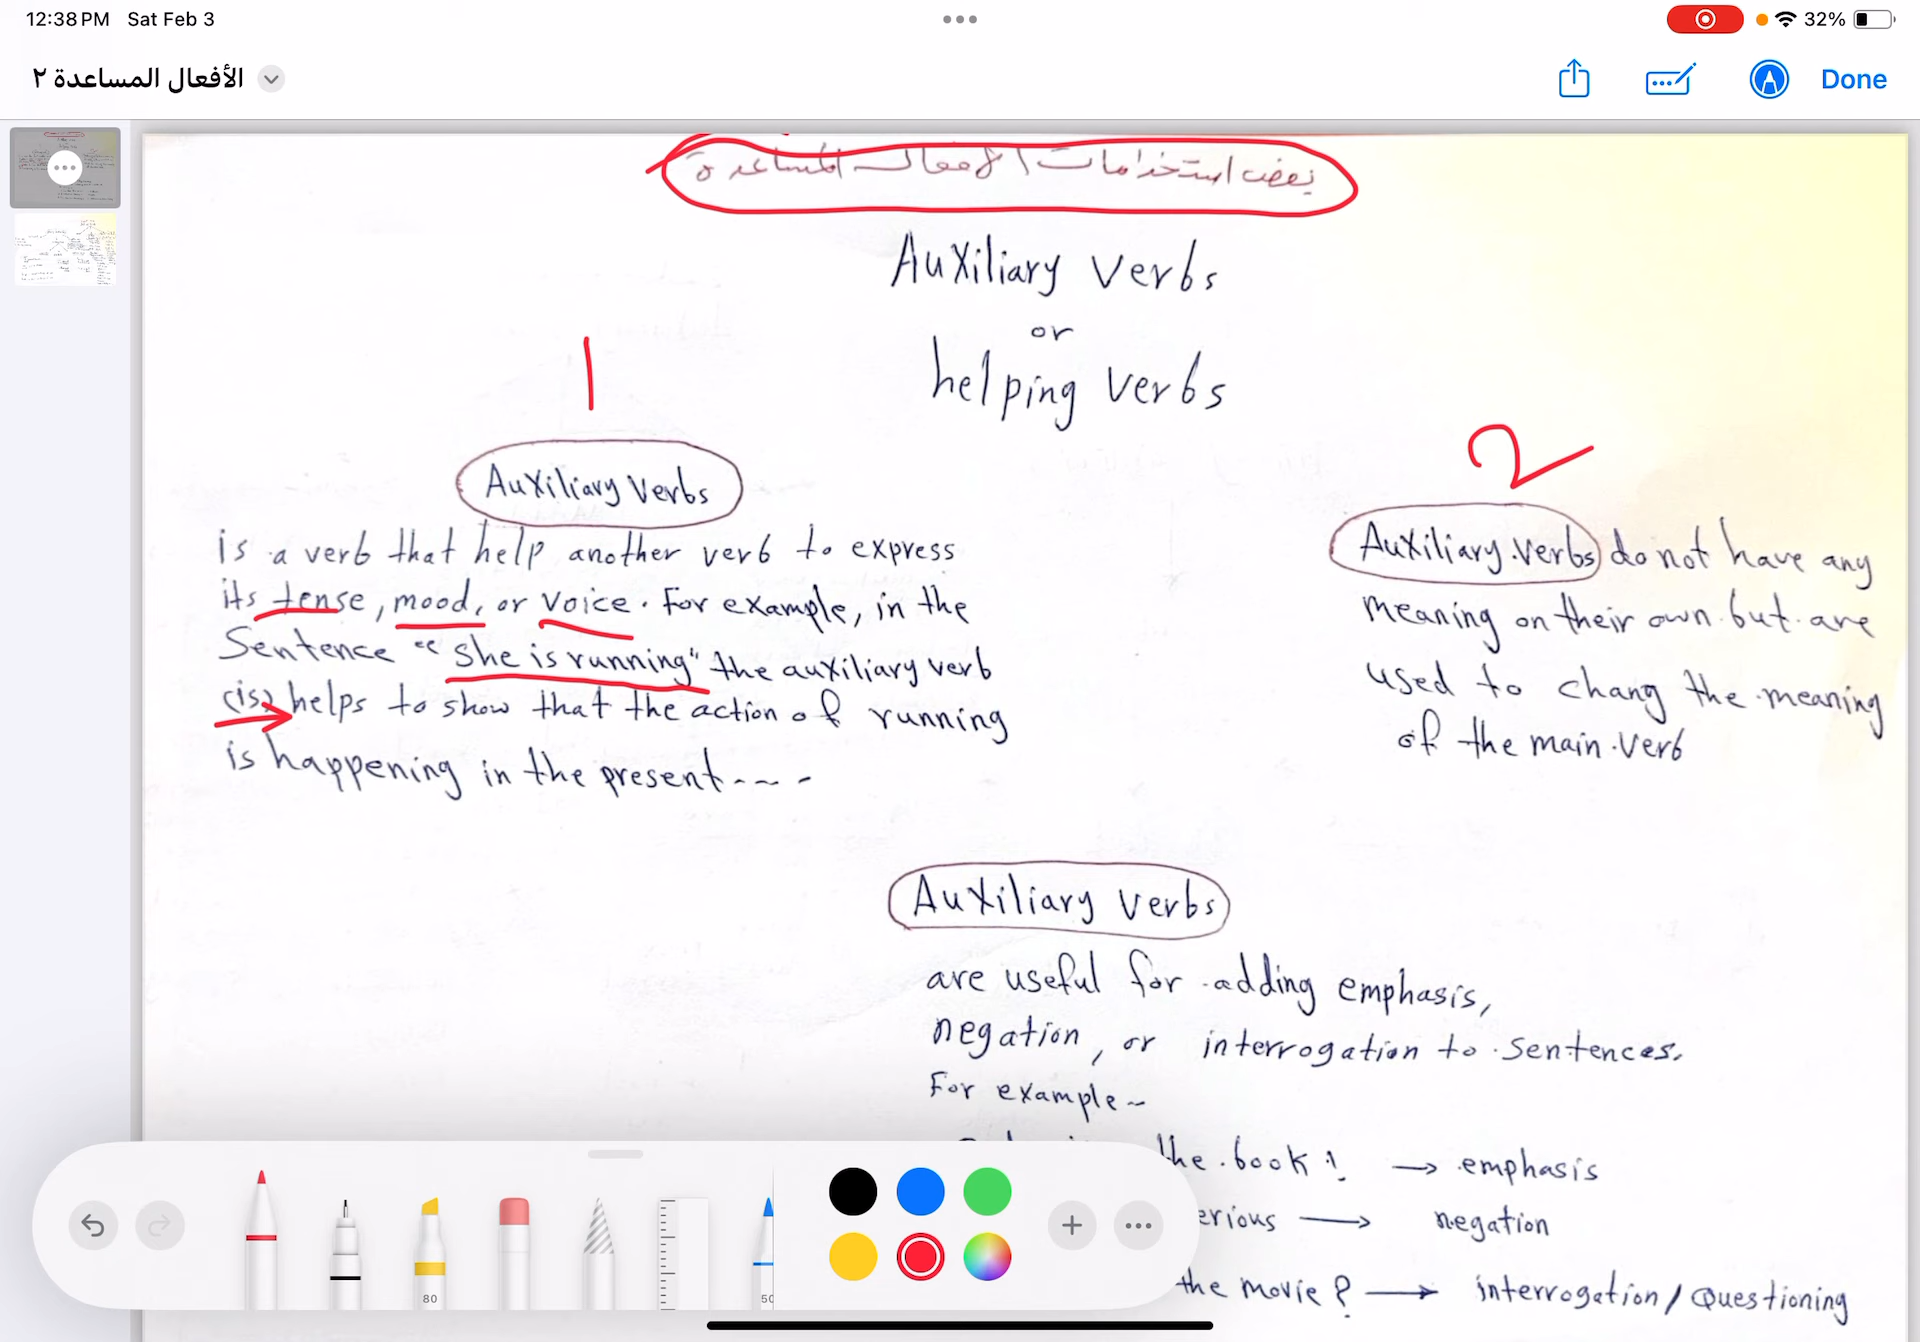 12:38 PM Sat Feb 3
32%
الأفعال المساعدة ٢
Done
بعض استخدامات الأفعال المساعدة
Auxiliary verbs
or
helping verbs
1
Auxiliary Verbs
is a verb that help another verb to express
its tense, mood, or voice. For example, in the
Sentence "She is running" the auxiliary verb
(is) helps to show that the action of running
is happening in the present----
2
Auxiliary verbs do not have any
meaning on their own but are
used to chang the meaning
of the main verb
Auxiliary verbs
are useful for adding emphasis,
negation, or interrogation to sentences.
For example-
the book! → emphasis
erious → negation
the movie? → interrogation / Questioning
80
50